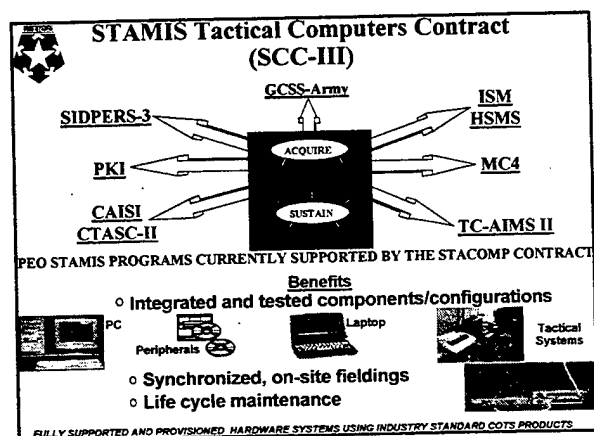 STAMIS Tactical Computers Contract
(SCC-III)
GCSS-Army
SIDPERS-3
ISM
HSMS
ACQUIRE
PKI
MC4
SUSTAIN
CAISI
CTASC-II
TC-AIMS II
PEO STAMIS PROGRAMS CURRENTLY SUPPORTED BY THE STACOMP CONTRACT
Benefits
Integrated and tested components/configurations
PC
Peripherals
Laptop
Tactical
Systems
Synchronized, on-site fieldings
Life cycle maintenance
FULLY SUPPORTED AND PROVISIONED HARDWARE SYSTEMS USING INDUSTRY STANDARD COTS PRODUCTS